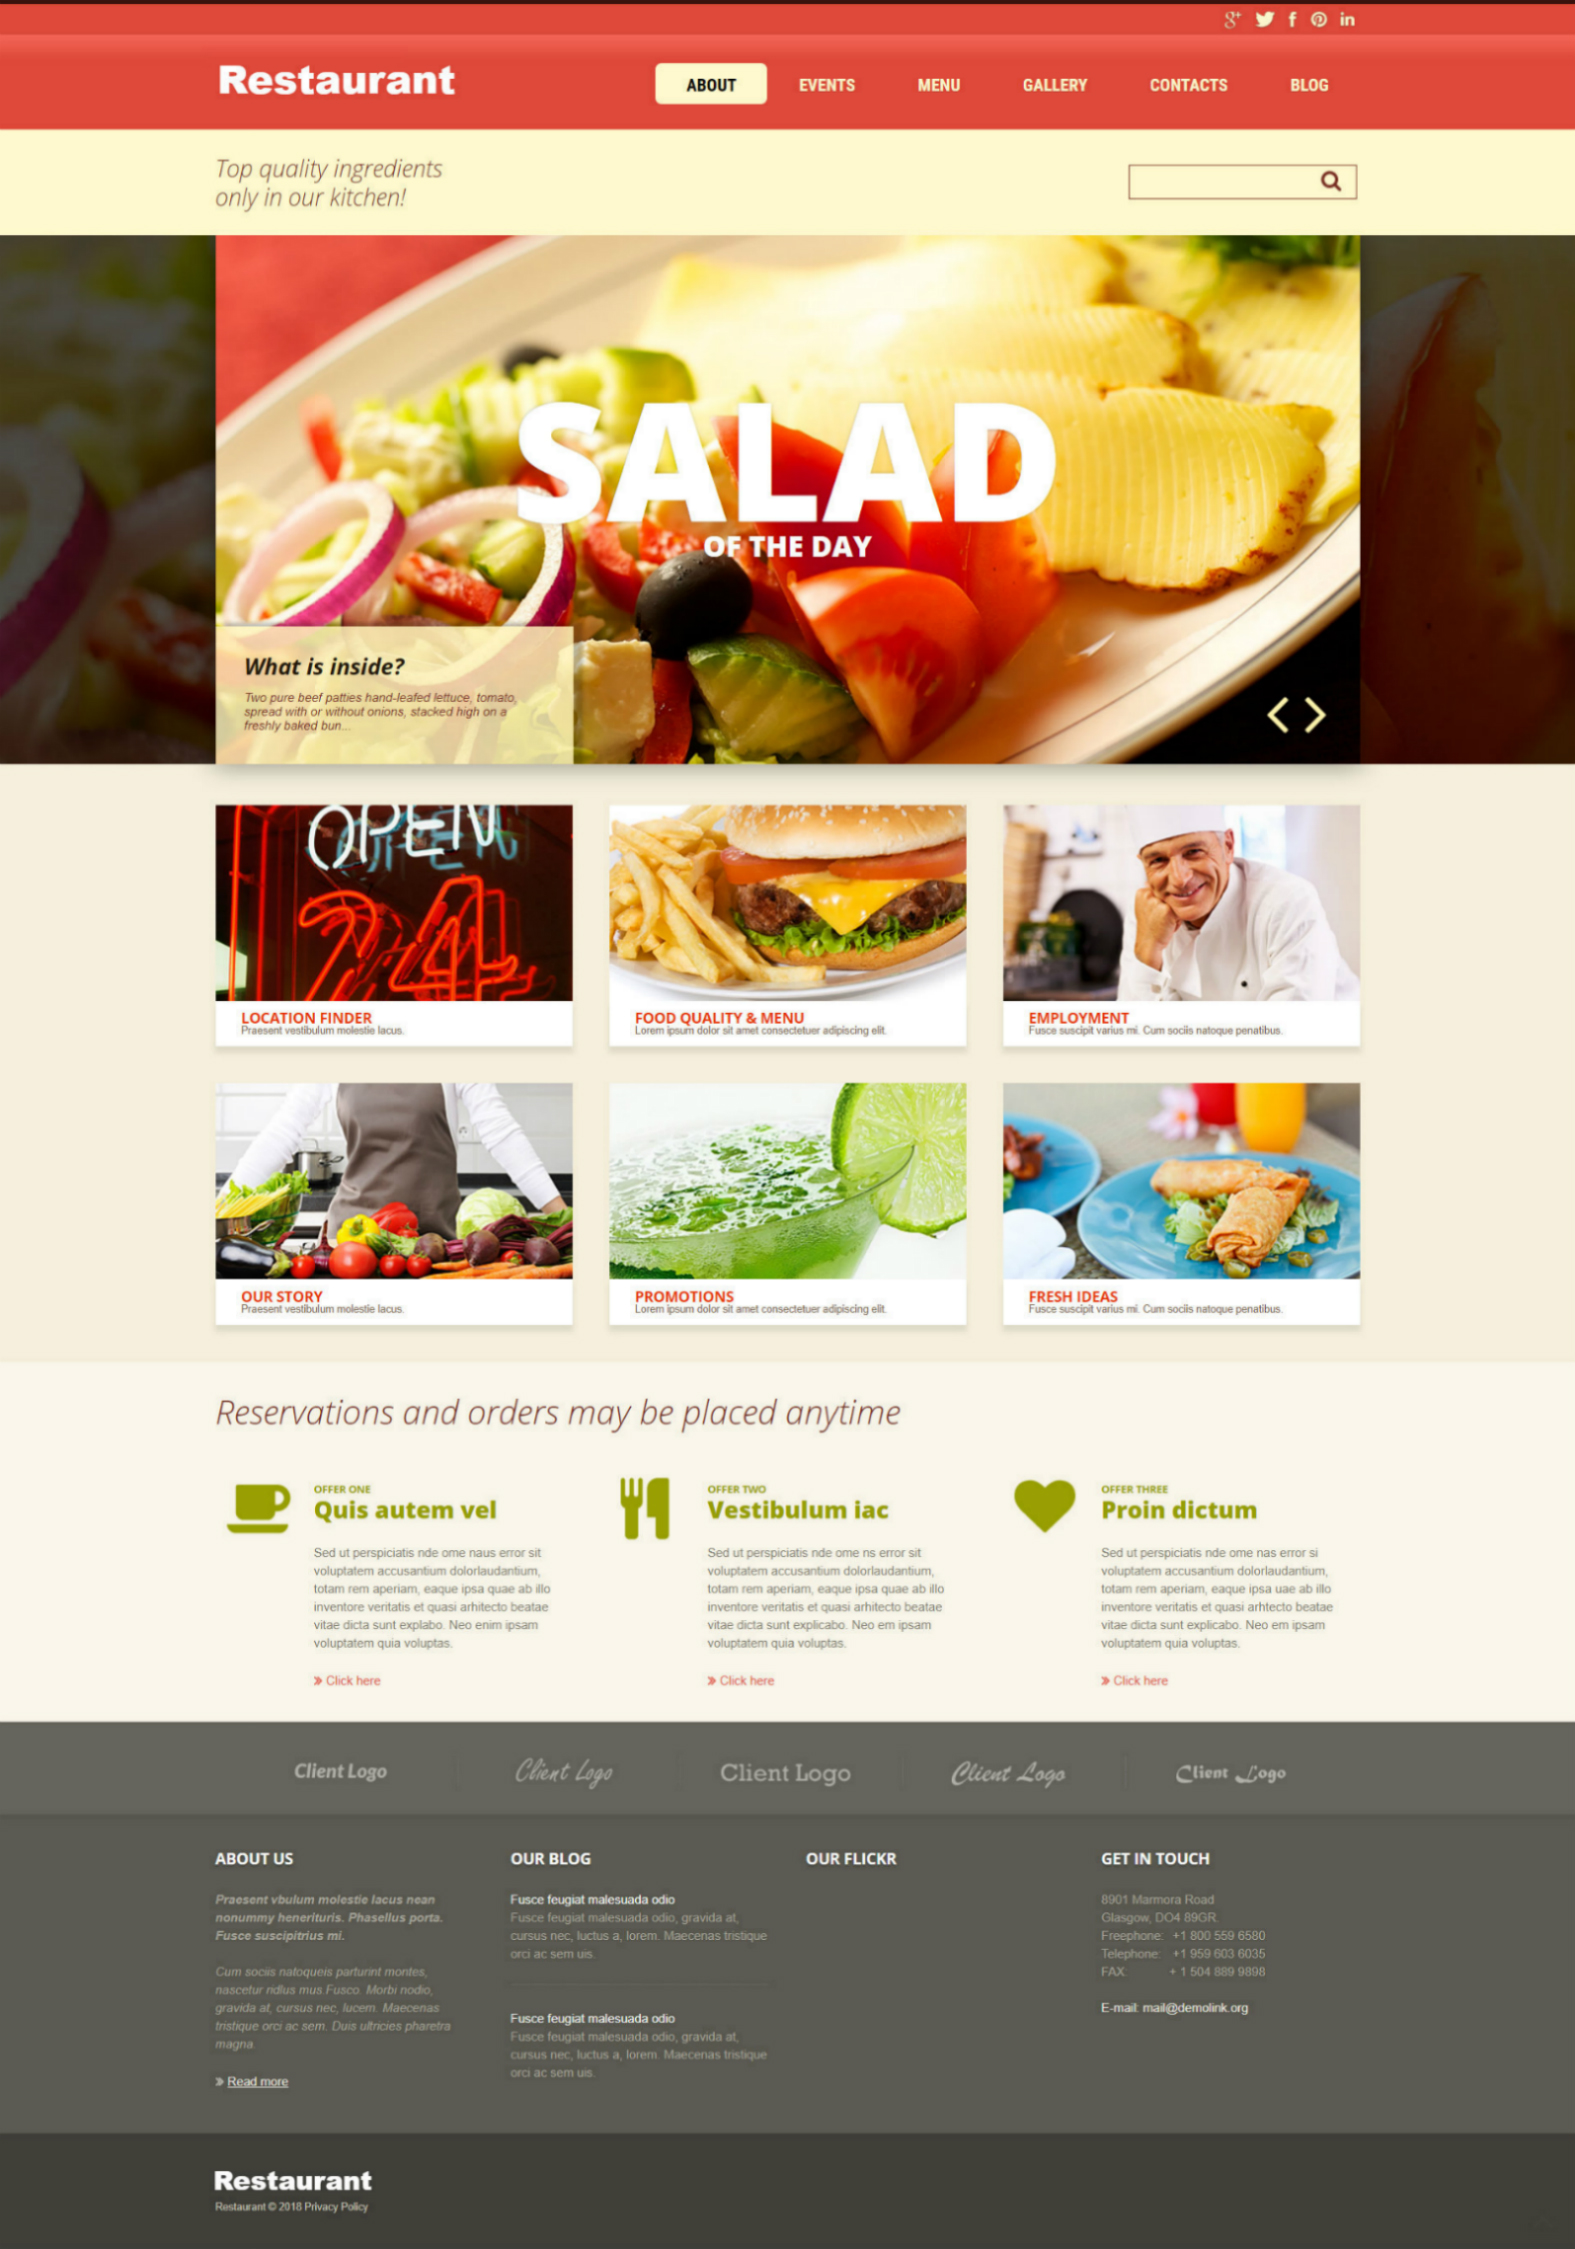 Restaurant
ABOUT EVENTS MENU GALLERY CONTACTS BLOG
Top quality ingredients
only in our kitchen!
SALAD
OF THE DAY
What is inside?
Two pure beef patties hand-leafed lettuce, tomato,
spread with or without onions, stacked high on a
freshly baked bun...
OPEN
24
LOCATION FINDER
Praesent vestibulum molestie lacus.
FOOD QUALITY & MENU
Lorem ipsum dolor sit amet consectetuer adipiscing elit.
EMPLOYMENT
Fusce suscipit varius mi. Cum sociis natoque penatibus.
OUR STORY
Praesent vestibulum molestie lacus.
PROMOTIONS
Lorem ipsum dolor sit amet consectetuer adipiscing elit.
FRESH IDEAS
Fusce suscipit varius mi. Cum sociis natoque penatibus.
Reservations and orders may be placed anytime
OFFER ONE
Quis autem vel
Sed ut perspiciatis nde ome naus error sit
voluptatem accusantium dolorlaudantium,
totam rem aperiam, eaque ipsa quae ab illo
inventore veritatis et quasi arhitecto beatae
vitae dicta sunt explabo. Neo enim ipsam
voluptatem quia voluptas.
» Click here
OFFER TWO
Vestibulum iac
Sed ut perspiciatis nde ome ns error sit
voluptatem accusantium dolorlaudantium,
totam rem aperiam, eaque ipsa quae ab illo
inventore veritatis et quasi arhitecto beatae
vitae dicta sunt explicabo. Neo em ipsam
voluptatem quia voluptas.
» Click here
OFFER THREE
Proin dictum
Sed ut perspiciatis nde ome nas error si
voluptatem accusantium dolorlaudantium,
totam rem aperiam, eaque ipsa uae ab illo
inventore veritatis et quasi arhtecto beatae
vitae dicta sunt explicabo. Neo em ipsam
voluptatem quia voluptas.
» Click here
Client Logo Client Logo Client Logo Client Logo Client Logo
ABOUT US
Praesent vbulum molestie lacus nean
nonummy henerituris. Phasellus porta.
Fusce suscipitrius mi.
Cum sociis natoqueis parturint montes,
nascetur ridlus mus.Fusco. Morbi nodio,
gravida at, cursus nec, lucem. Maecenas
tristique orci ac sem. Duis ultricies pharetra
magna.
» Read more
OUR BLOG
Fusce feugiat malesuada odio
Fusce feugiat malesuada odio, gravida at,
cursus nec, luctus a, lorem. Maecenas tristique
orci ac sem uis.
Fusce feugiat malesuada odio
Fusce feugiat malesuada odio, gravida at,
cursus nec, luctus a, lorem. Maecenas tristique
orci ac sem uis.
OUR FLICKR
GET IN TOUCH
8901 Marmora Road
Glasgow, DO4 89GR.
Freephone: +1 800 559 6580
Telephone: +1 959 603 6035
FAX: + 1 504 889 9898
E-mail: mail@demolink.org
Restaurant
Restaurant © 2018 Privacy Policy